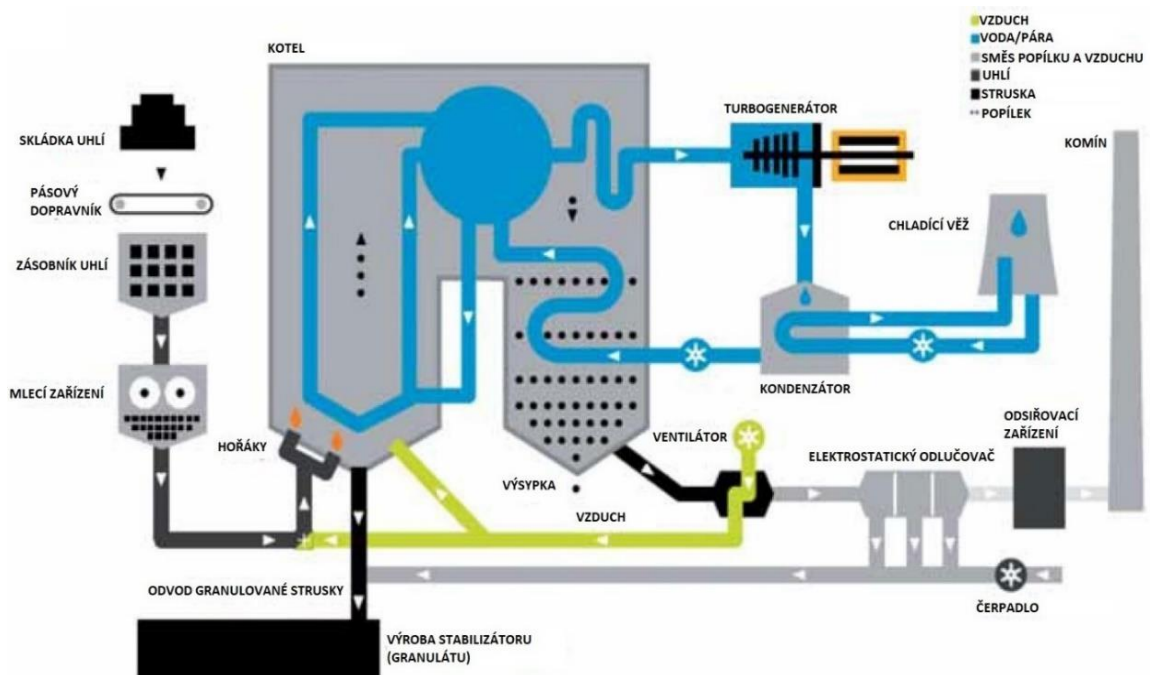 VZDUCH
VODA/PÁRA
SMĚS POPÍLKU A VZDUCHU
UHLÍ
STRUSKA
POPÍLEK
KOTEL
TURBOGENERÁTOR
KOMÍN
SKLÁDKA UHLÍ
PÁSOVÝ
DOPRAVNÍK
CHLADÍCÍ VĚŽ
ZÁSOBNÍK UHLÍ
MLECÍ ZAŘÍZENÍ
KONDENZÁTOR
HOŘÁKY
VENTILÁTOR
ODSIŘOVACÍ
ZAŘÍZENÍ
ELEKTROSTATICKÝ ODLUČOVAČ
VÝSYPKA
VZDUCH
ODVOD GRANULOVANÉ STRUSKY
ČERPADLO
VÝROBA STABILIZÁTORU
(GRANULÁTU)